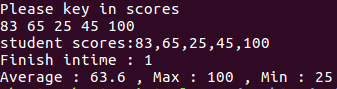 Please key in scores
83 65 25 45 100
student scores:83,65,25,45,100
Finish intime : 1
Average : 63.6 , Max : 100 , Min : 25